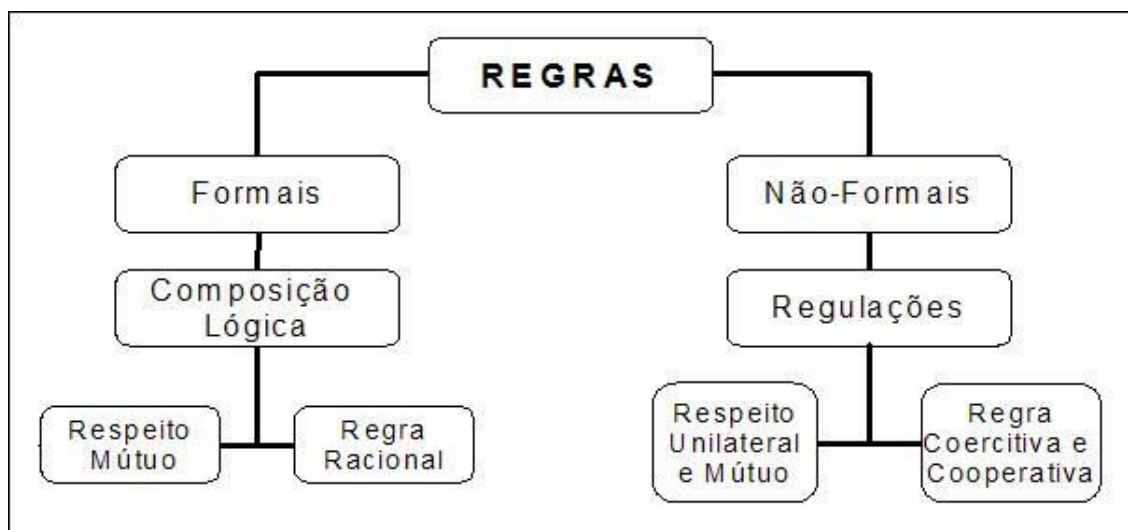 REGRAS
Formais
Não-Formais
Composição
Lógica
Regulações
Respeito
Mútuo
Regra
Racional
Respeito
Unilateral
e Mútuo
Regra
Coercitiva e
Cooperativa